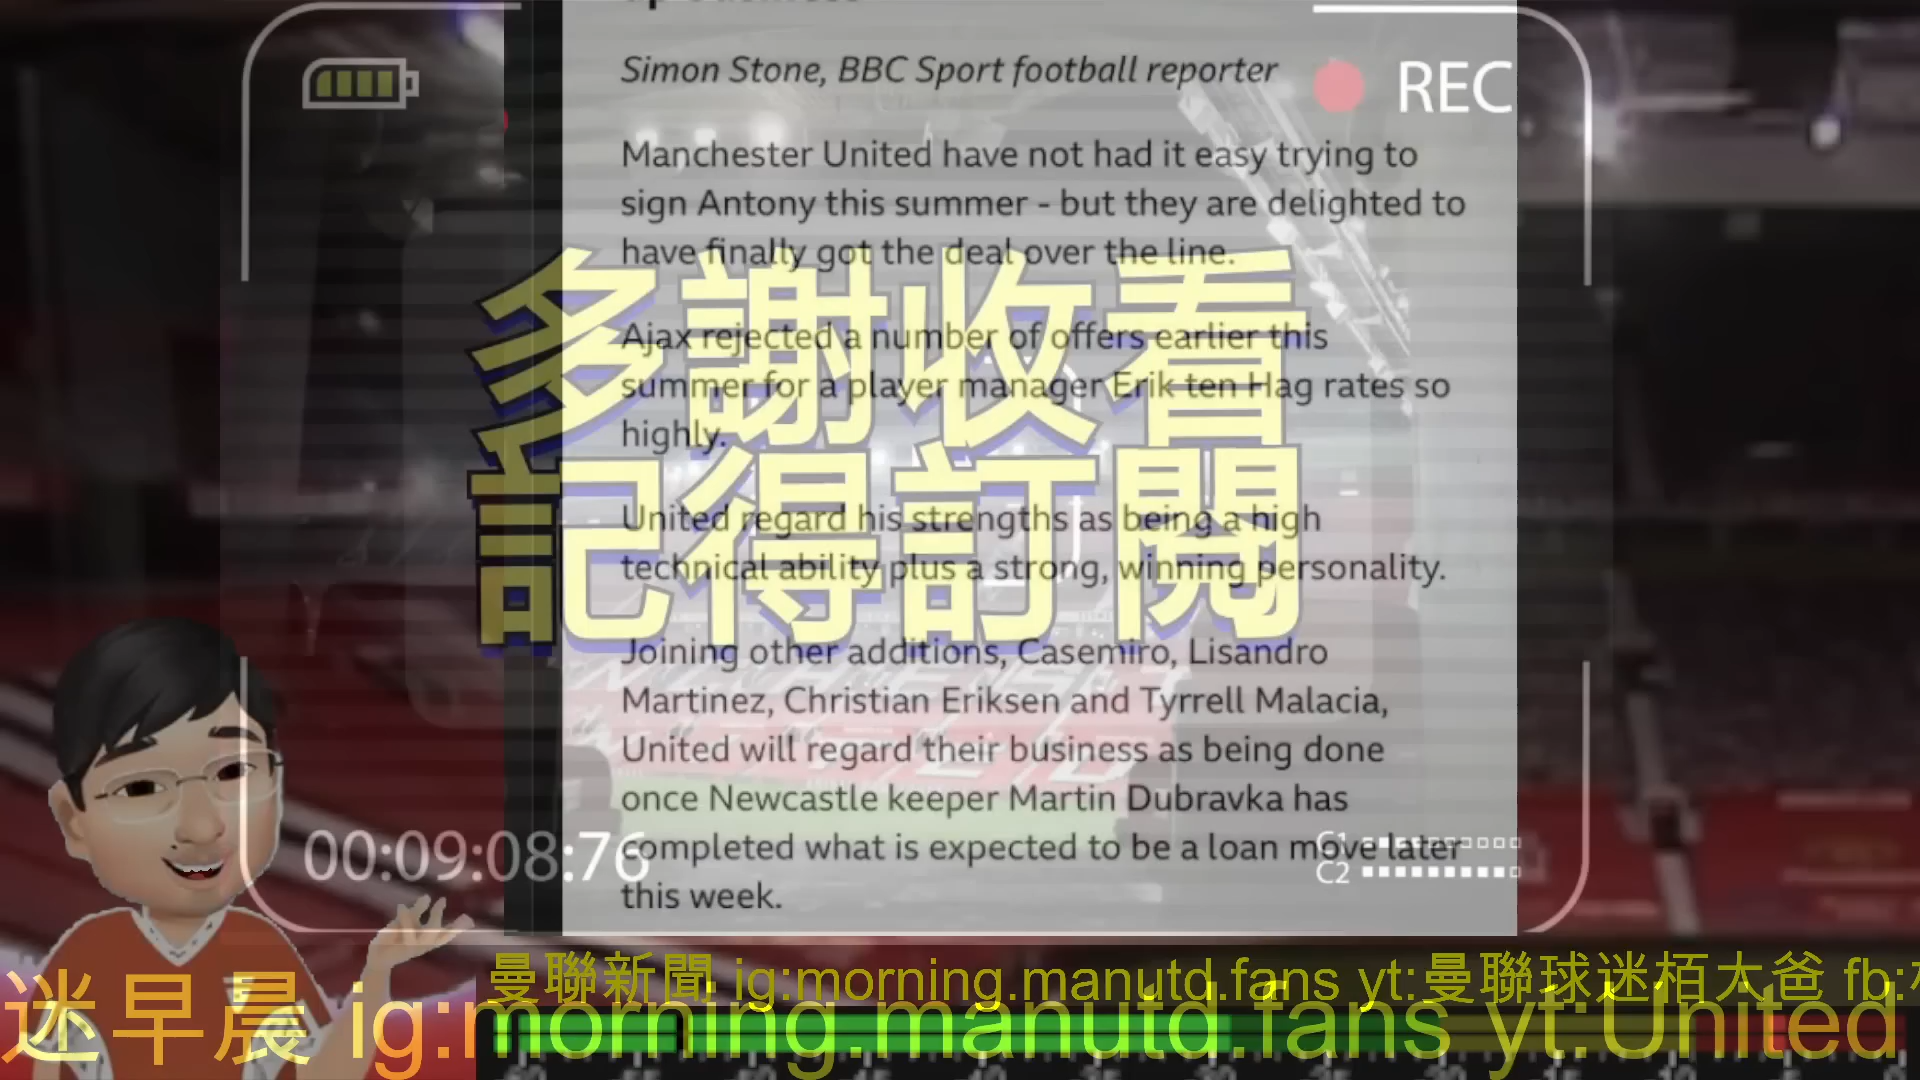 Simon Stone, BBC Sport football reporter
REC
Manchester United have not had it easy trying to
sign Antony this summer - but they are delighted to
have finally got the deal over the line.
多謝收看
Ajax rejected a number of offers earlier this
summer for a player manager Erik ten Hag rates so
highly.
記得訂閱
United regard his strengths as being a high
technical ability plus a strong, winning personality.
Joining other additions, Casemiro, Lisandro
Martinez, Christian Eriksen and Tyrrell Malacia,
United will regard their business as being done
once Newcastle keeper Martin Dubravka has
completed what is expected to be a loan move later
this week.
00:09:08:76
C1
C2
曼聯新聞 ig:morning.manutd.fans yt:曼聯球迷栢大爸 fb:
迷早晨 ig:morning.manutd.fans yt:United